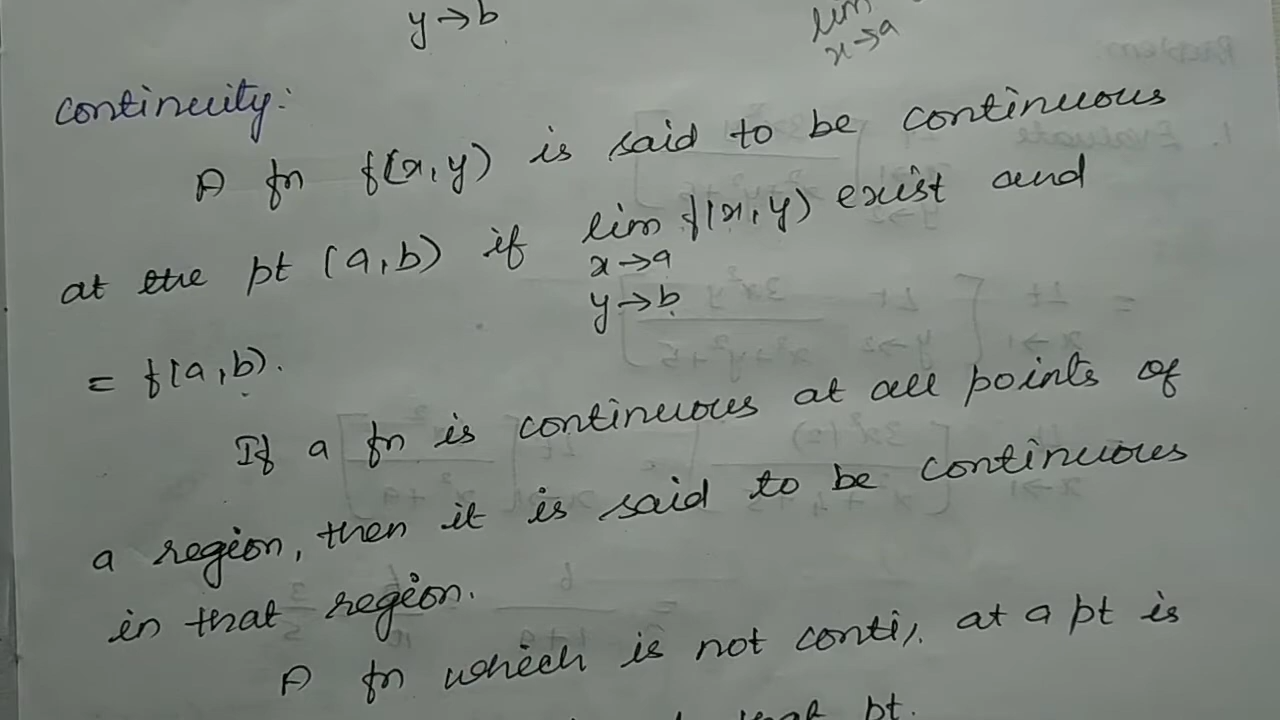 y→b lim
x→a
continuity:
A fn f(x,y) is said to be continuous
at the pt (a,b) if lim f(x,y) exist and
x→a
y→b
= f(a,b).
If a fn is continuous at all points of
a region, then it is said to be continuous
in that region.
A fn which is not conti, at a pt is
that pt.